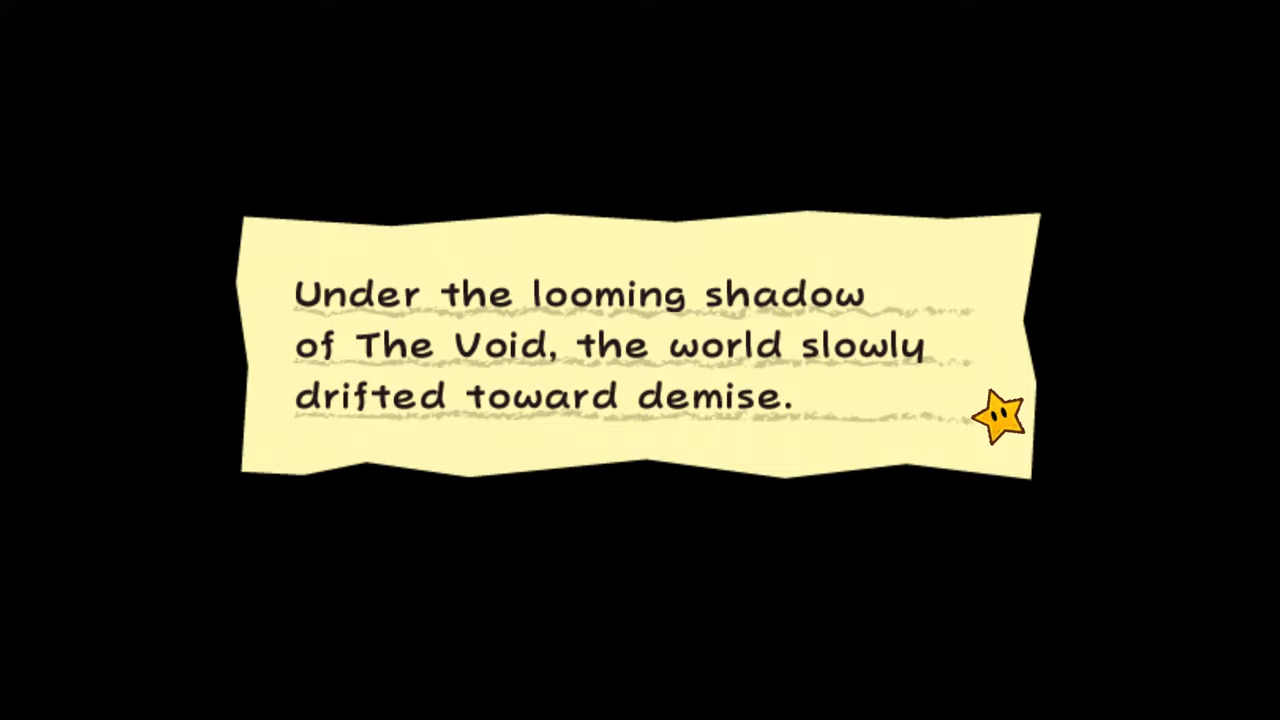 Under the looming shadow
of The Void, the world slowly
drifted toward demise.